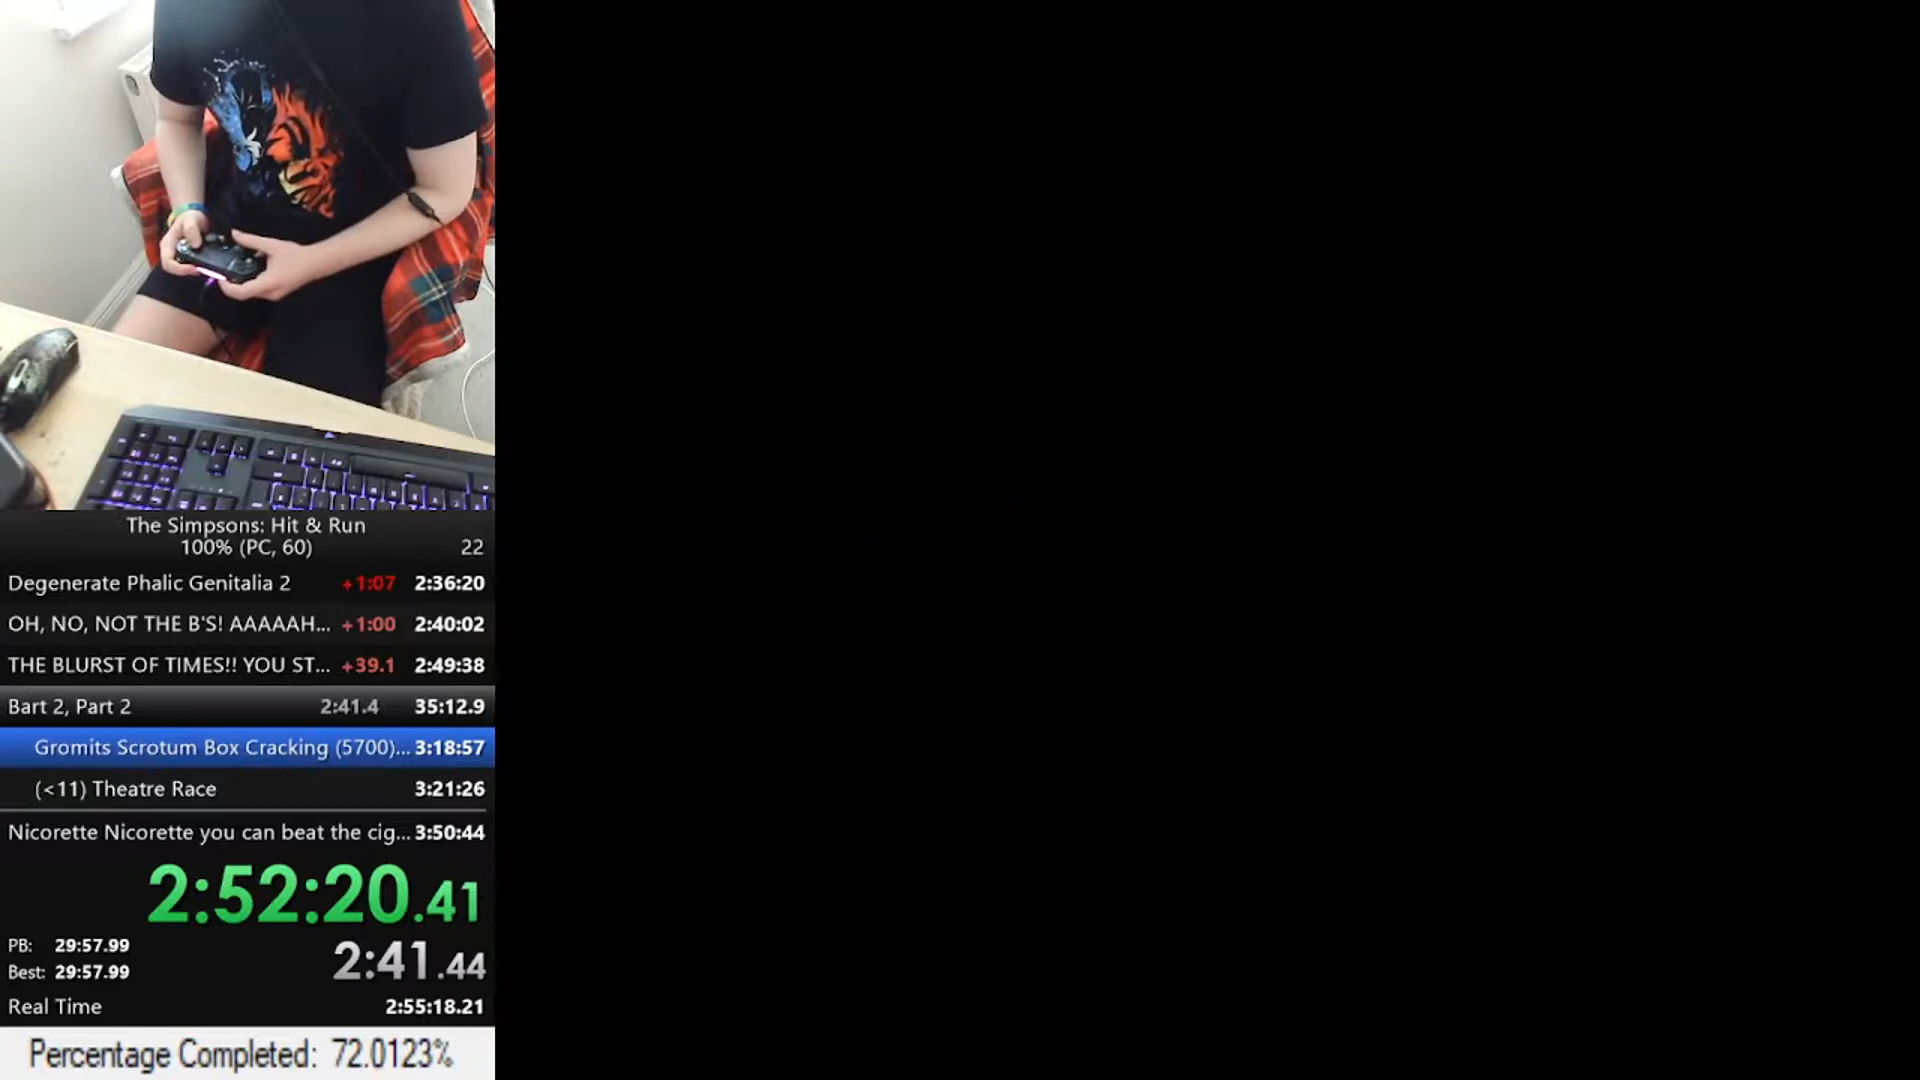 The Simpsons: Hit & Run
100% (PC, 60) 22
Degenerate Phalic Genitalia 2 +1:07 2:36:20
OH, NO, NOT THE B'S! AAAAAH... +1:00 2:40:02
THE BLURST OF TIMES!! YOU ST... +39.1 2:49:38
Bart 2, Part 2 2:41.4 35:12.9
Gromits Scrotum Box Cracking (5700)... 3:18:57
(<11) Theatre Race 3:21:26
Nicorette Nicorette you can beat the cig... 3:50:44
2:52:20.41
PB: 29:57.99
2:41.44
Best: 29:57.99
Real Time 2:55:18.21
Percentage Completed: 72.0123%